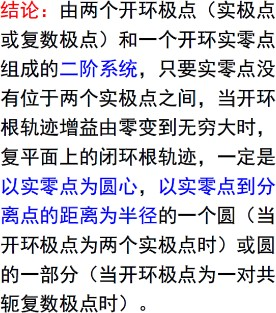 结论：由两个开环极点（实极点
或复数极点）和一个开环实零点
组成的二阶系统，只要实零点没
有位于两个实极点之间，当开环
根轨迹增益由零变到无穷大时，
复平面上的闭环根轨迹，一定是
以实零点为圆心，以实零点到分
离点的距离为半径的一个圆（当
开环极点为两个实极点时）或圆
的一部分（当开环极点为一对共
轭复数极点时）。